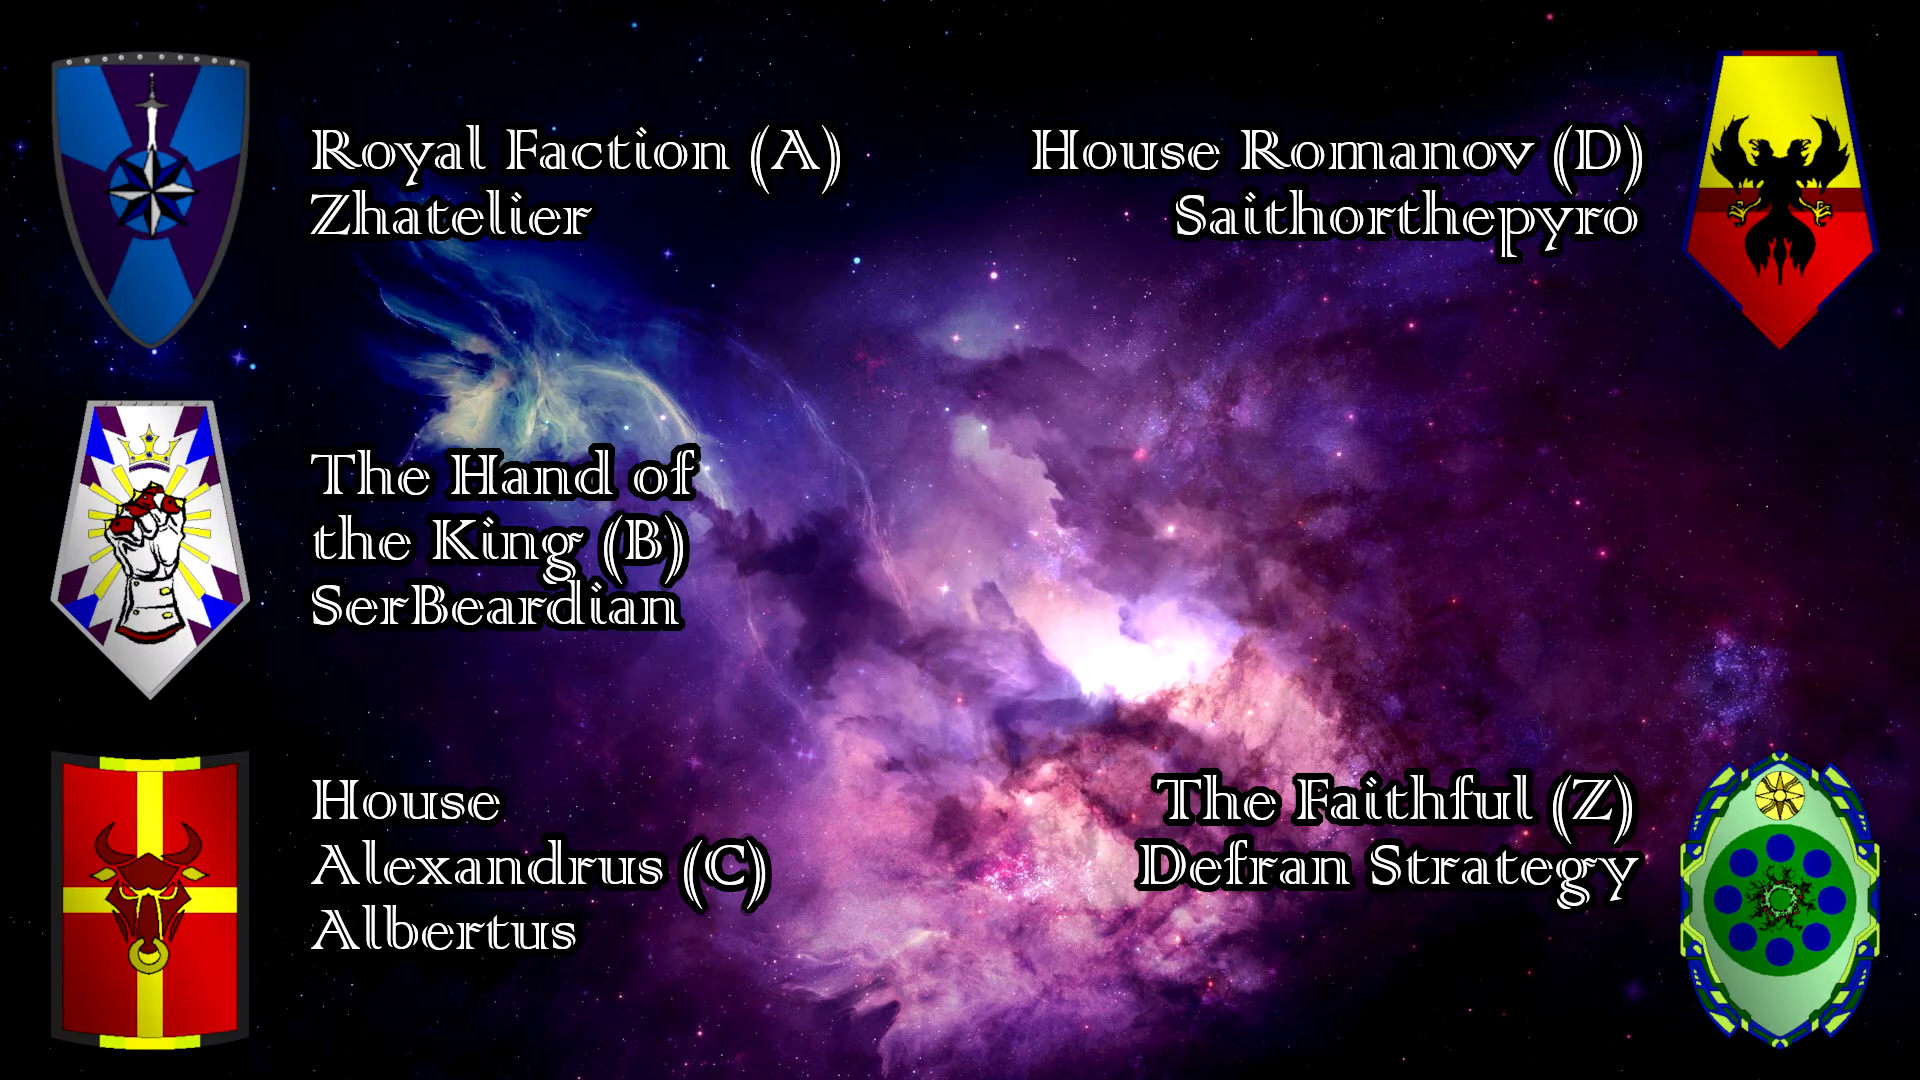 Royal Faction (A)
Zhatelier
The Hand of
the King (B)
SerBeardian
House
Alexandrus (C)
Albertus
House Romanov (D)
Saithorthepyro
The Faithful (Z)
Defran Strategy